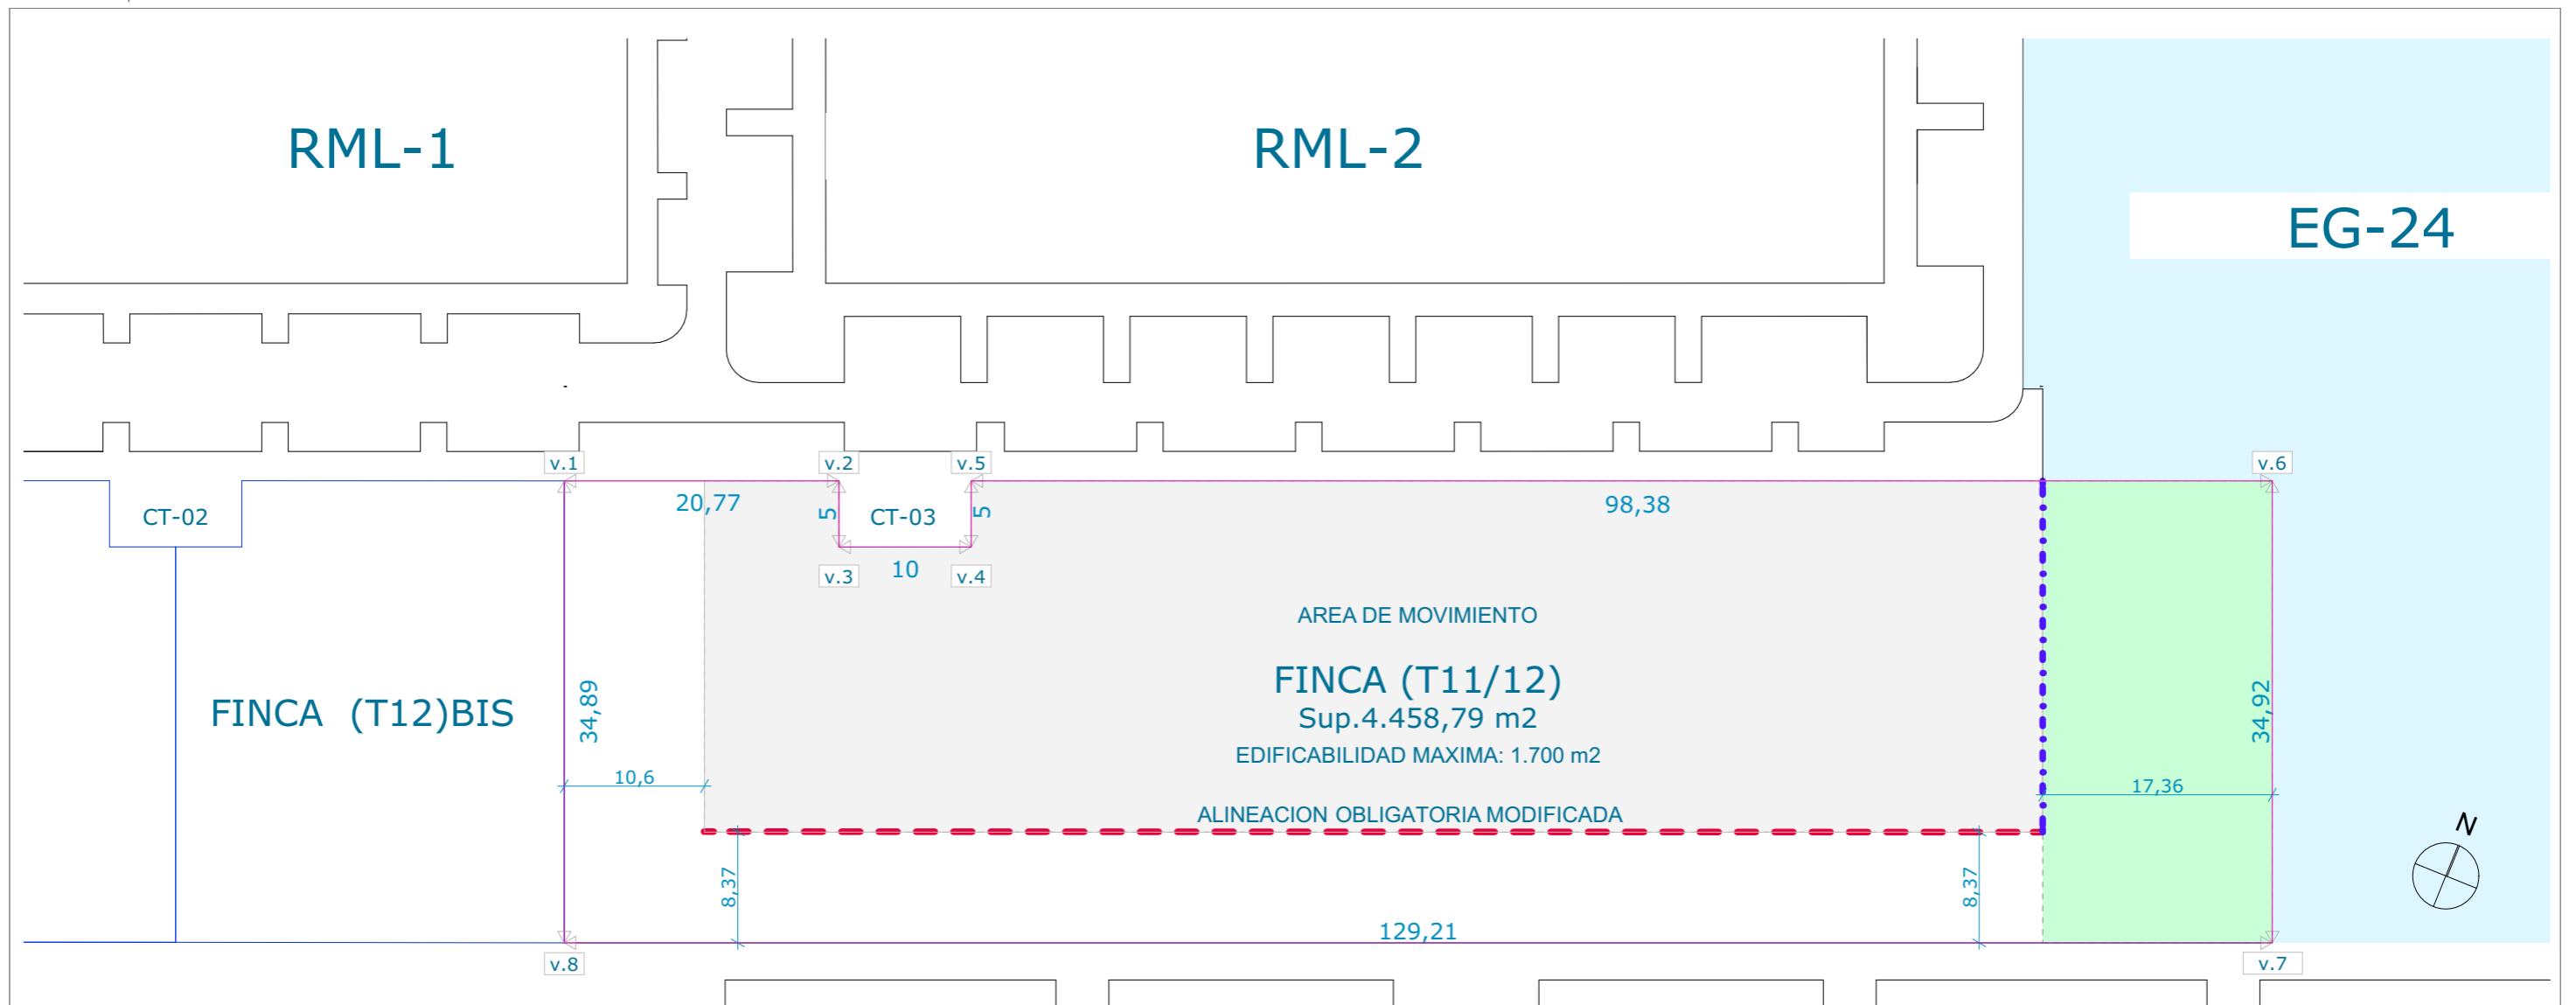 RML-1
RML-2
EG-24
v.1
v.2
v.5
v.6
20,77
5
CT-03
5
98,38
CT-02
v.3
10
v.4
AREA DE MOVIMIENTO
FINCA (T11/12)
Sup.4.458,79 m2
EDIFICABILIDAD MAXIMA: 1.700 m2
FINCA (T12)BIS
34,89
34,92
10,6
17,36
ALINEACION OBLIGATORIA MODIFICADA
N
8,37
8,37
129,21
v.8
v.7